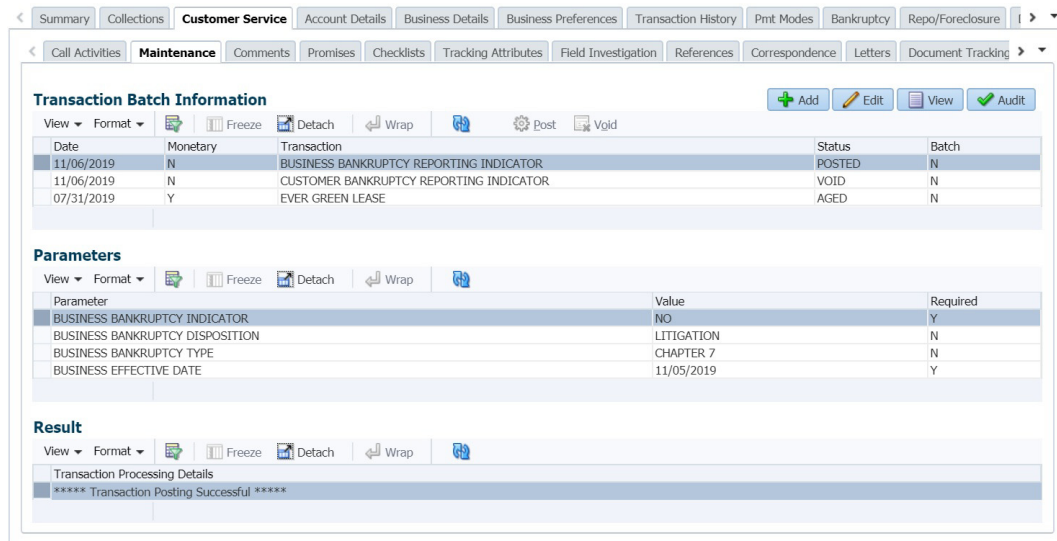 Summary Collections Customer Service Account Details Business Details Business Preferences Transaction History Pmt Modes Bankruptcy Repo/Foreclosure
Call Activities Maintenance Comments Promises Checklists Tracking Attributes Field Investigation References Correspondence Letters Document Tracking
Transaction Batch Information
Add Edit View Audit
View Format Freeze Detach Wrap Post Void
Date Monetary Transaction Status Batch
11/06/2019 N BUSINESS BANKRUPTCY REPORTING INDICATOR POSTED N
11/06/2019 N CUSTOMER BANKRUPTCY REPORTING INDICATOR VOID N
07/31/2019 Y EVER GREEN LEASE AGED N
Parameters
View Format Freeze Detach Wrap
Parameter Value Required
BUSINESS BANKRUPTCY INDICATOR NO Y
BUSINESS BANKRUPTCY DISPOSITION LITIGATION N
BUSINESS BANKRUPTCY TYPE CHAPTER 7 N
BUSINESS EFFECTIVE DATE 11/05/2019 Y
Result
View Format Freeze Detach Wrap
Transaction Processing Details
***** Transaction Posting Successful *****